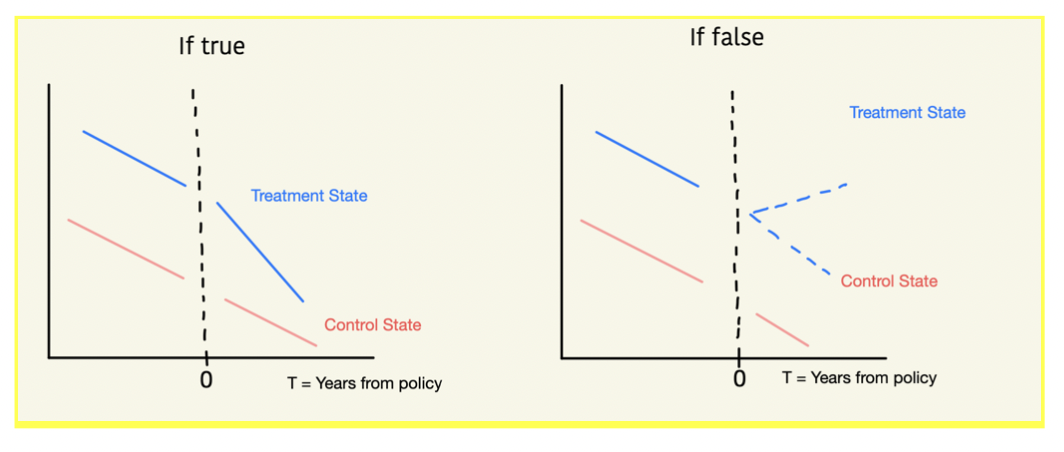 If true
Treatment State
Control State
0
T = Years from policy
If false
Treatment State
Control State
0
T = Years from policy